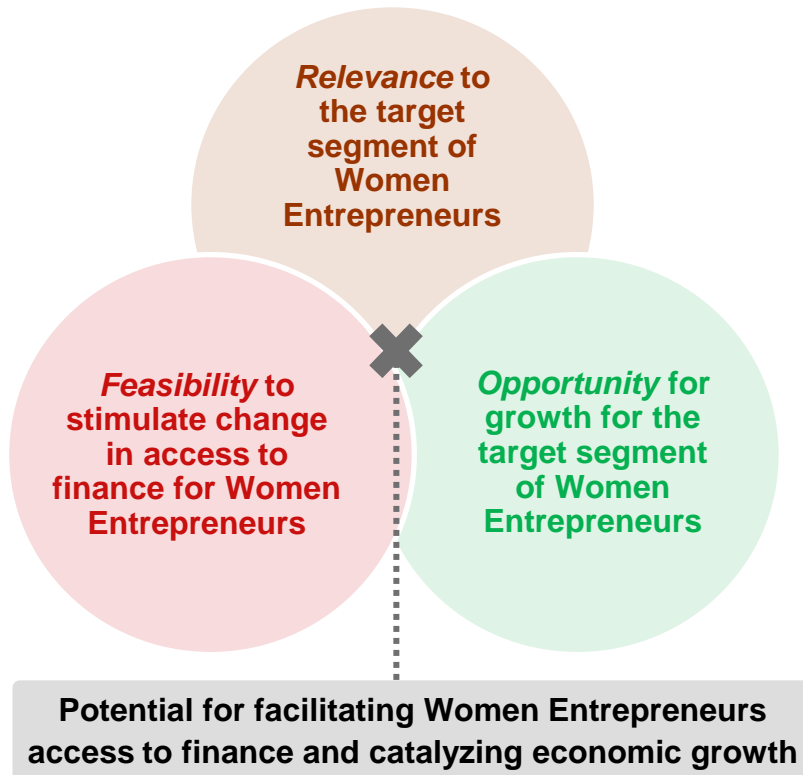 Relevance to
the target
segment of
Women
Entrepreneurs
Feasibility to
stimulate change
in access to
finance for Women
Entrepreneurs
Opportunity for
growth for the
target segment
of Women
Entrepreneurs
Potential for facilitating Women Entrepreneurs
access to finance and catalyzing economic growth